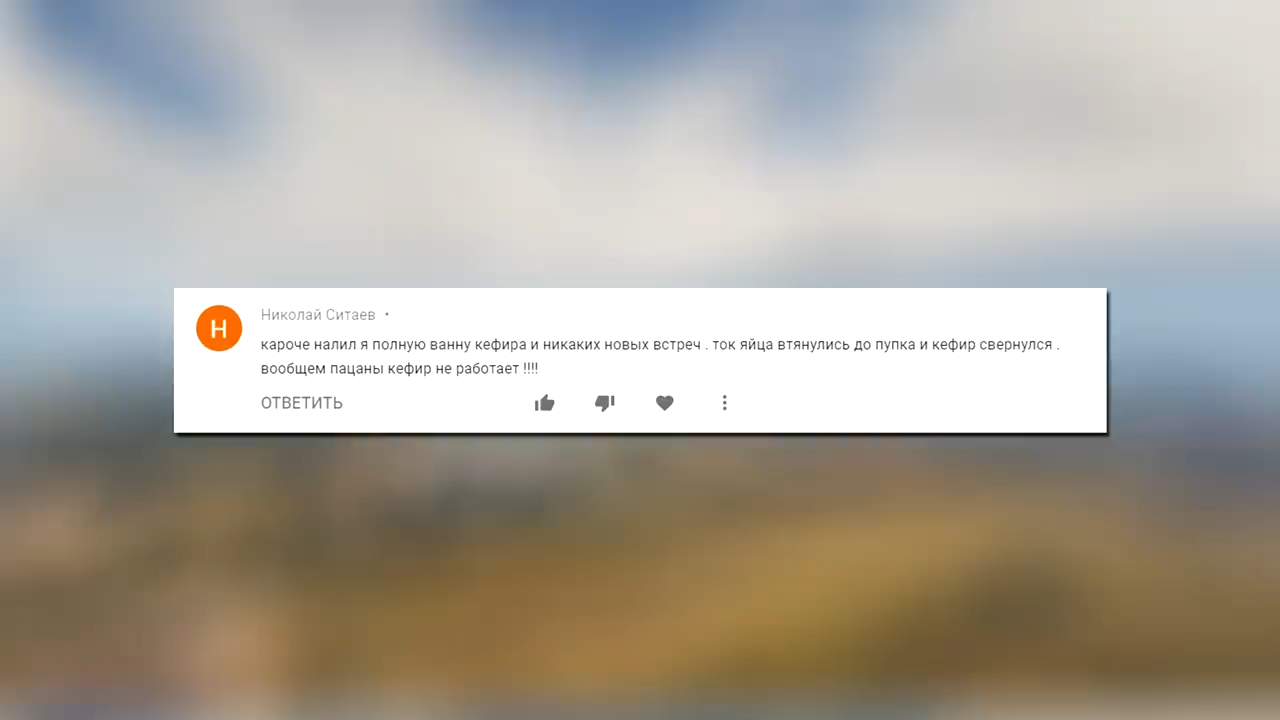 Н
Николай Ситаев •
кароче налил я полную ванну кефира и никаких новых встреч . ток яйца втянулись до пупка и кефир свернулся .
вообщем пацаны кефир не работает !!!!
ОТВЕТИТЬ